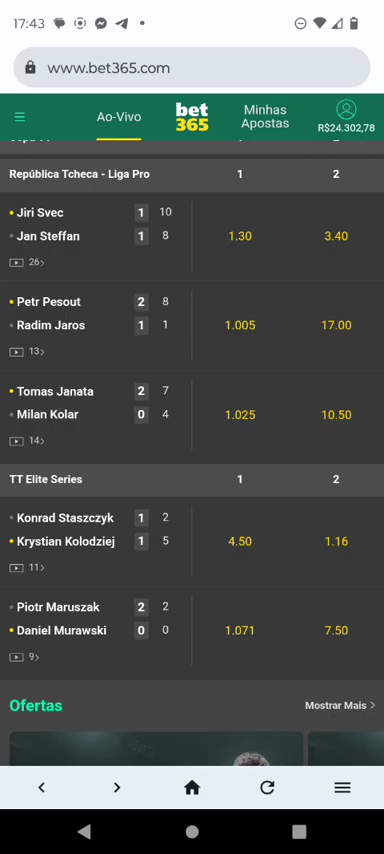 17:43
www.bet365.com
Ao-Vivo
bet365
Minhas Apostas
R$24.302,78
República Tcheca - Liga Pro 1 2
Jiri Svec 1 10
Jan Steffan 1 8
1.30 3.40
26>
Petr Pesout 2 8
Radim Jaros 1 1
1.005 17.00
13>
Tomas Janata 2 7
Milan Kolar 0 4
1.025 10.50
14>
TT Elite Series 1 2
Konrad Staszczyk 1 2
Krystian Kolodziej 1 5
4.50 1.16
11>
Piotr Maruszak 2 2
Daniel Murawski 0 0
1.071 7.50
9>
Ofertas
Mostrar Mais >